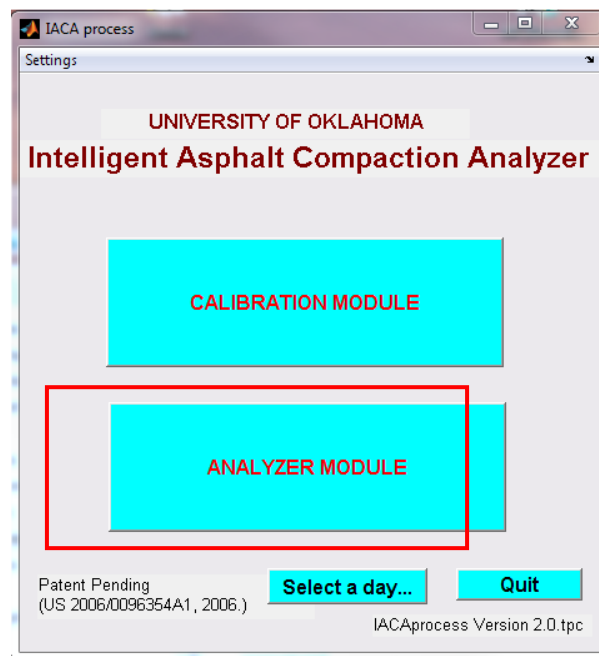 IACA process
Settings
UNIVERSITY OF OKLAHOMA
Intelligent Asphalt Compaction Analyzer
CALIBRATION MODULE
ANALYZER MODULE
Patent Pending
(US 2006/0096354A1, 2006.)
Select a day...
Quit
IACAprocess Version 2.0.tpc